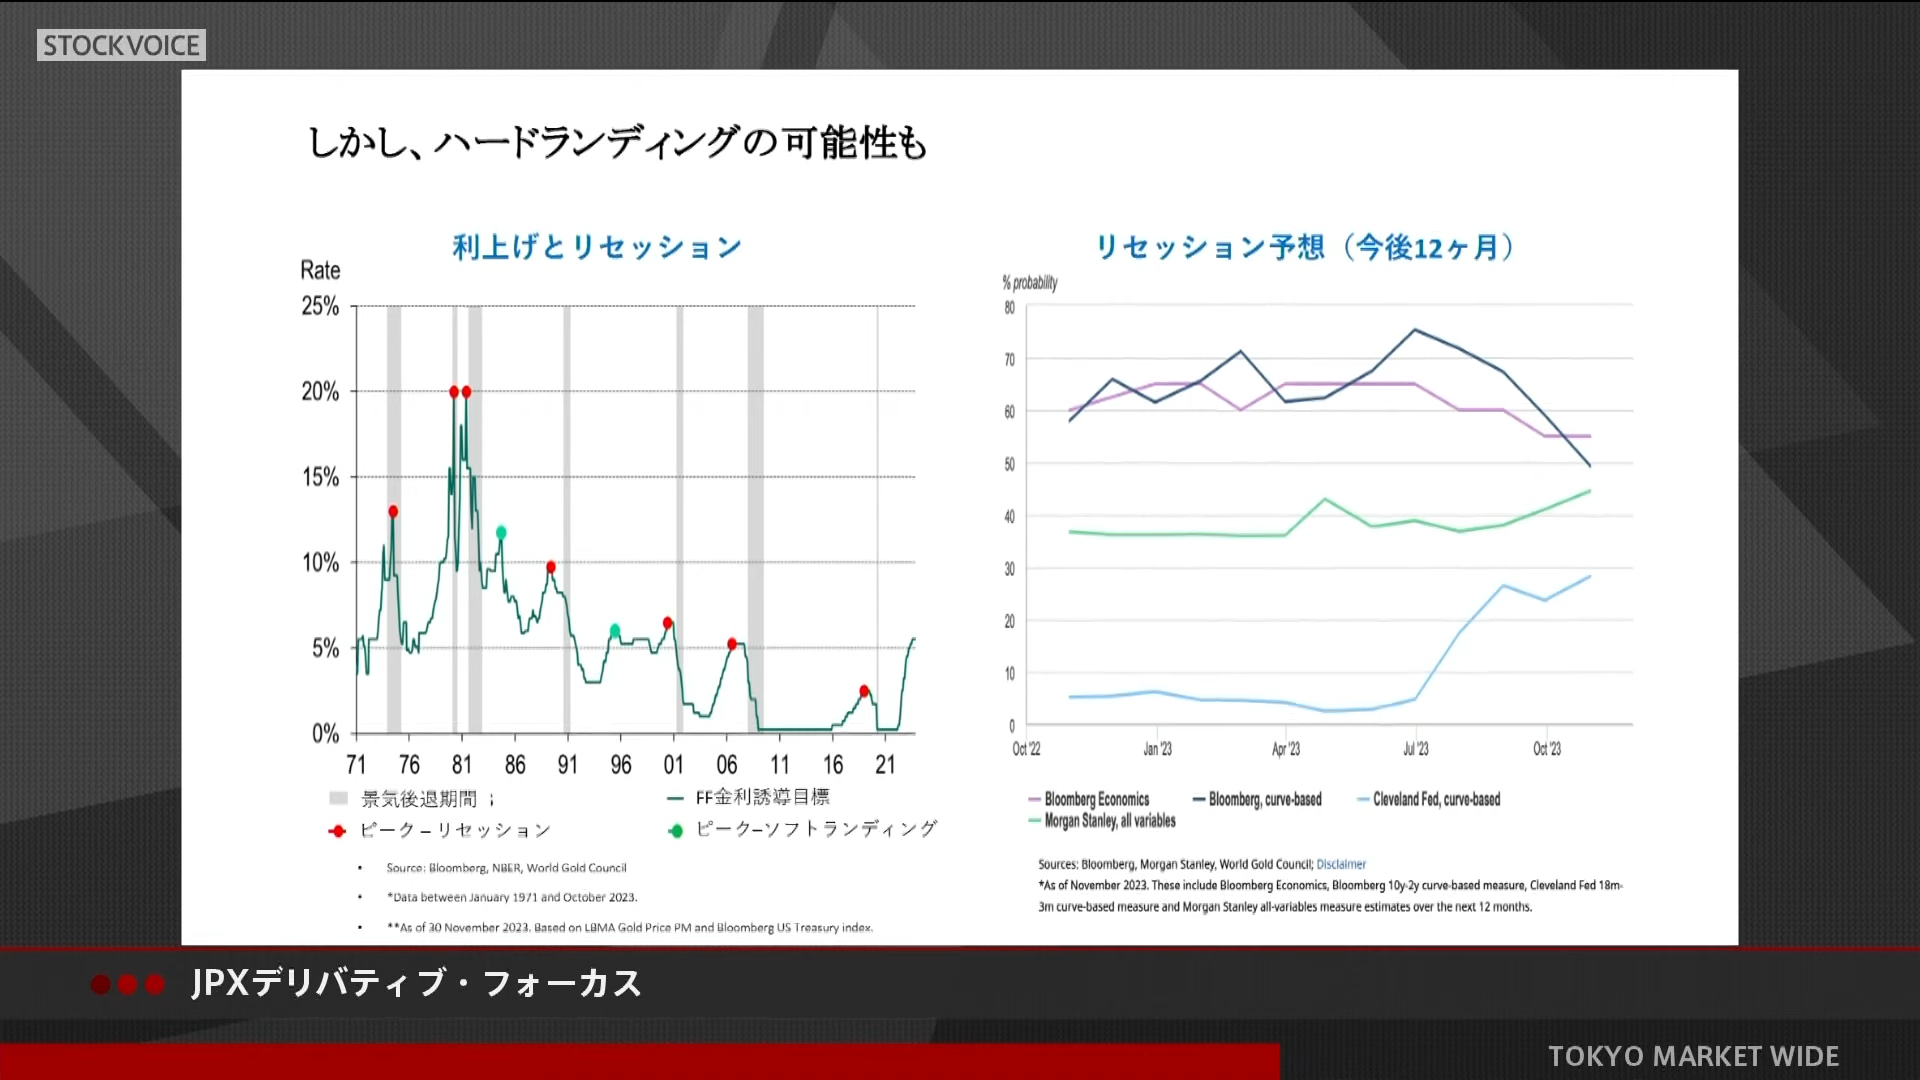 STOCKVOICE
しかし、ハードランディングの可能性も
利上げとリセッション
Rate
25%
20%
15%
10%
5%
0%
71 76 81 86 91 96 01 06 11 16 21
景気後退期間 ;
FF金利誘導目標
ピーク – リセッション
ピーク–ソフトランディング
• Source: Bloomberg, NBER, World Gold Council
• *Data between January 1971 and October 2023.
• **As of 30 November 2023. Based on LBMA Gold Price PM and Bloomberg US Treasury index.
リセッション予想（今後12ヶ月）
% probability
80
70
60
50
40
30
20
10
0
Oct '22 Jan '23 Apr '23 Jul '23 Oct '23
Bloomberg Economics Bloomberg, curve-based Cleveland Fed, curve-based
Morgan Stanley, all variables
Sources: Bloomberg, Morgan Stanley, World Gold Council; Disclaimer
*As of November 2023. These include Bloomberg Economics, Bloomberg 10y-2y curve-based measure, Cleveland Fed 18m-
3m curve-based measure and Morgan Stanley all-variables measure estimates over the next 12 months.
JPXデリバティブ・フォーカス
TOKYO MARKET WIDE